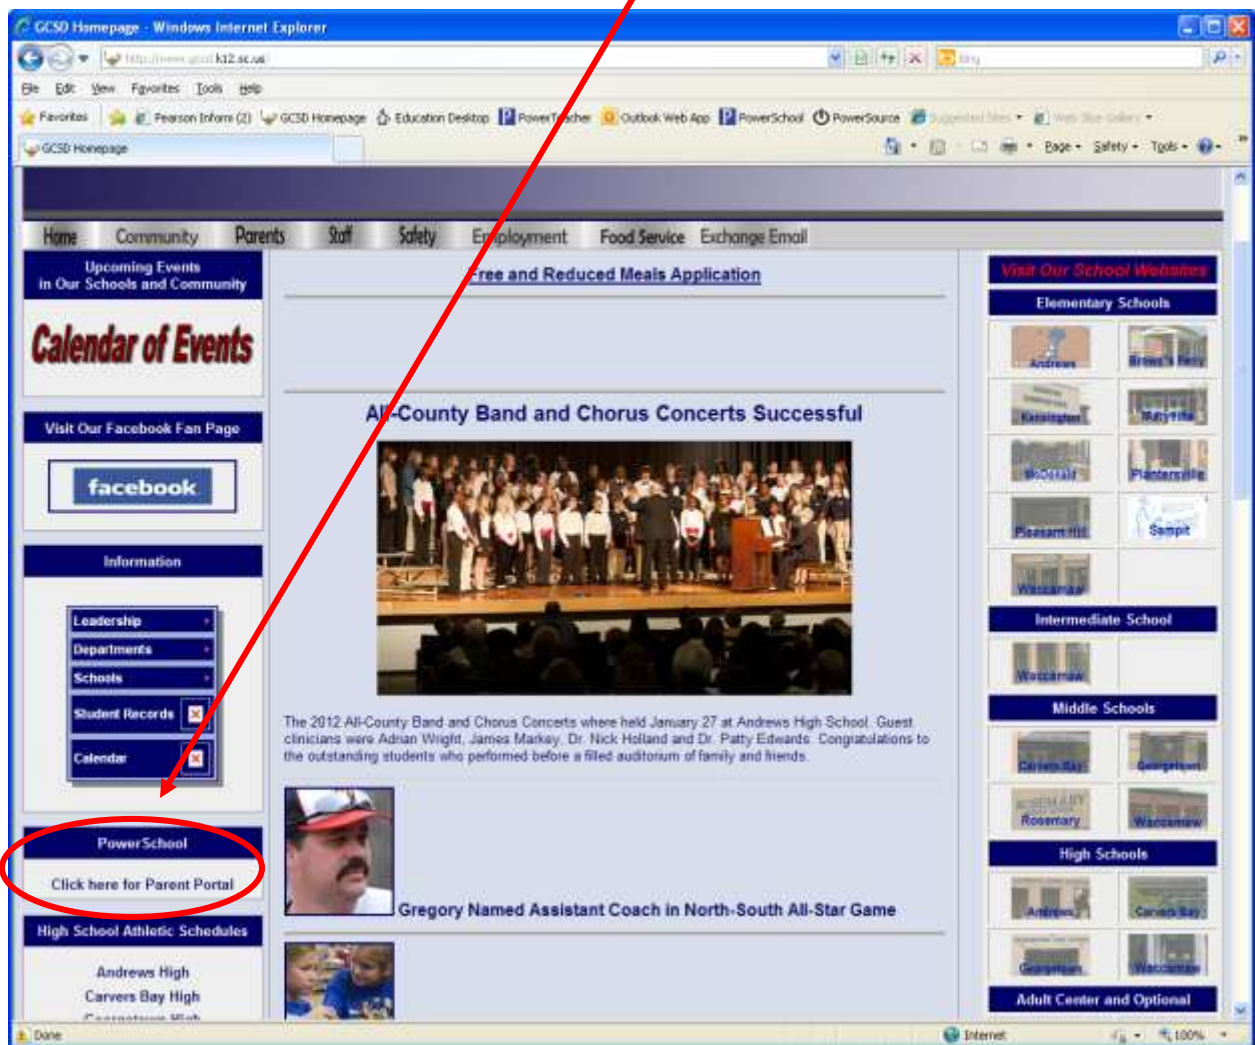 GCSD Homepage - Windows Internet Explorer
k12.sc.us
bing
File Edit View Favorites Tools Help
Favorites Pearson Inform (2) GCSD Homepage Education Desktop PowerTeacher Outlook Web App PowerSchool PowerSource
GCSD Homepage
Page Safety Tools
Home Community Parents Staff Safety Employment Food Service Exchange Email
Upcoming Events
in Our Schools and Community
Calendar of Events
Visit Our Facebook Fan Page
facebook
Information
Leadership
Departments
Schools
Student Records
Calendar
PowerSchool
Click here for Parent Portal
High School Athletic Schedules
Andrews High
Carvers Bay High
Georgetown High
Free and Reduced Meals Application
All-County Band and Chorus Concerts Successful
The 2012 All-County Band and Chorus Concerts where held January 27 at Andrews High School. Guest
clinicians were Adrian Wright, James Markey, Dr. Nick Holland and Dr. Patty Edwards. Congratulations to
the outstanding students who performed before a filled auditorium of family and friends.
Gregory Named Assistant Coach in North-South All-Star Game
Visit Our School Websites
Elementary Schools
Andrews Brown's Ferry
Kensington Maryville
McDonald Plantersville
Pleasant Hill Sampit
Waccamaw
Intermediate School
Waccamaw
Middle Schools
Carvers Bay Georgetown
Rosemary Waccamaw
High Schools
Andrews Carvers Bay
Georgetown Waccamaw
Adult Center and Optional
Done
Internet
100%